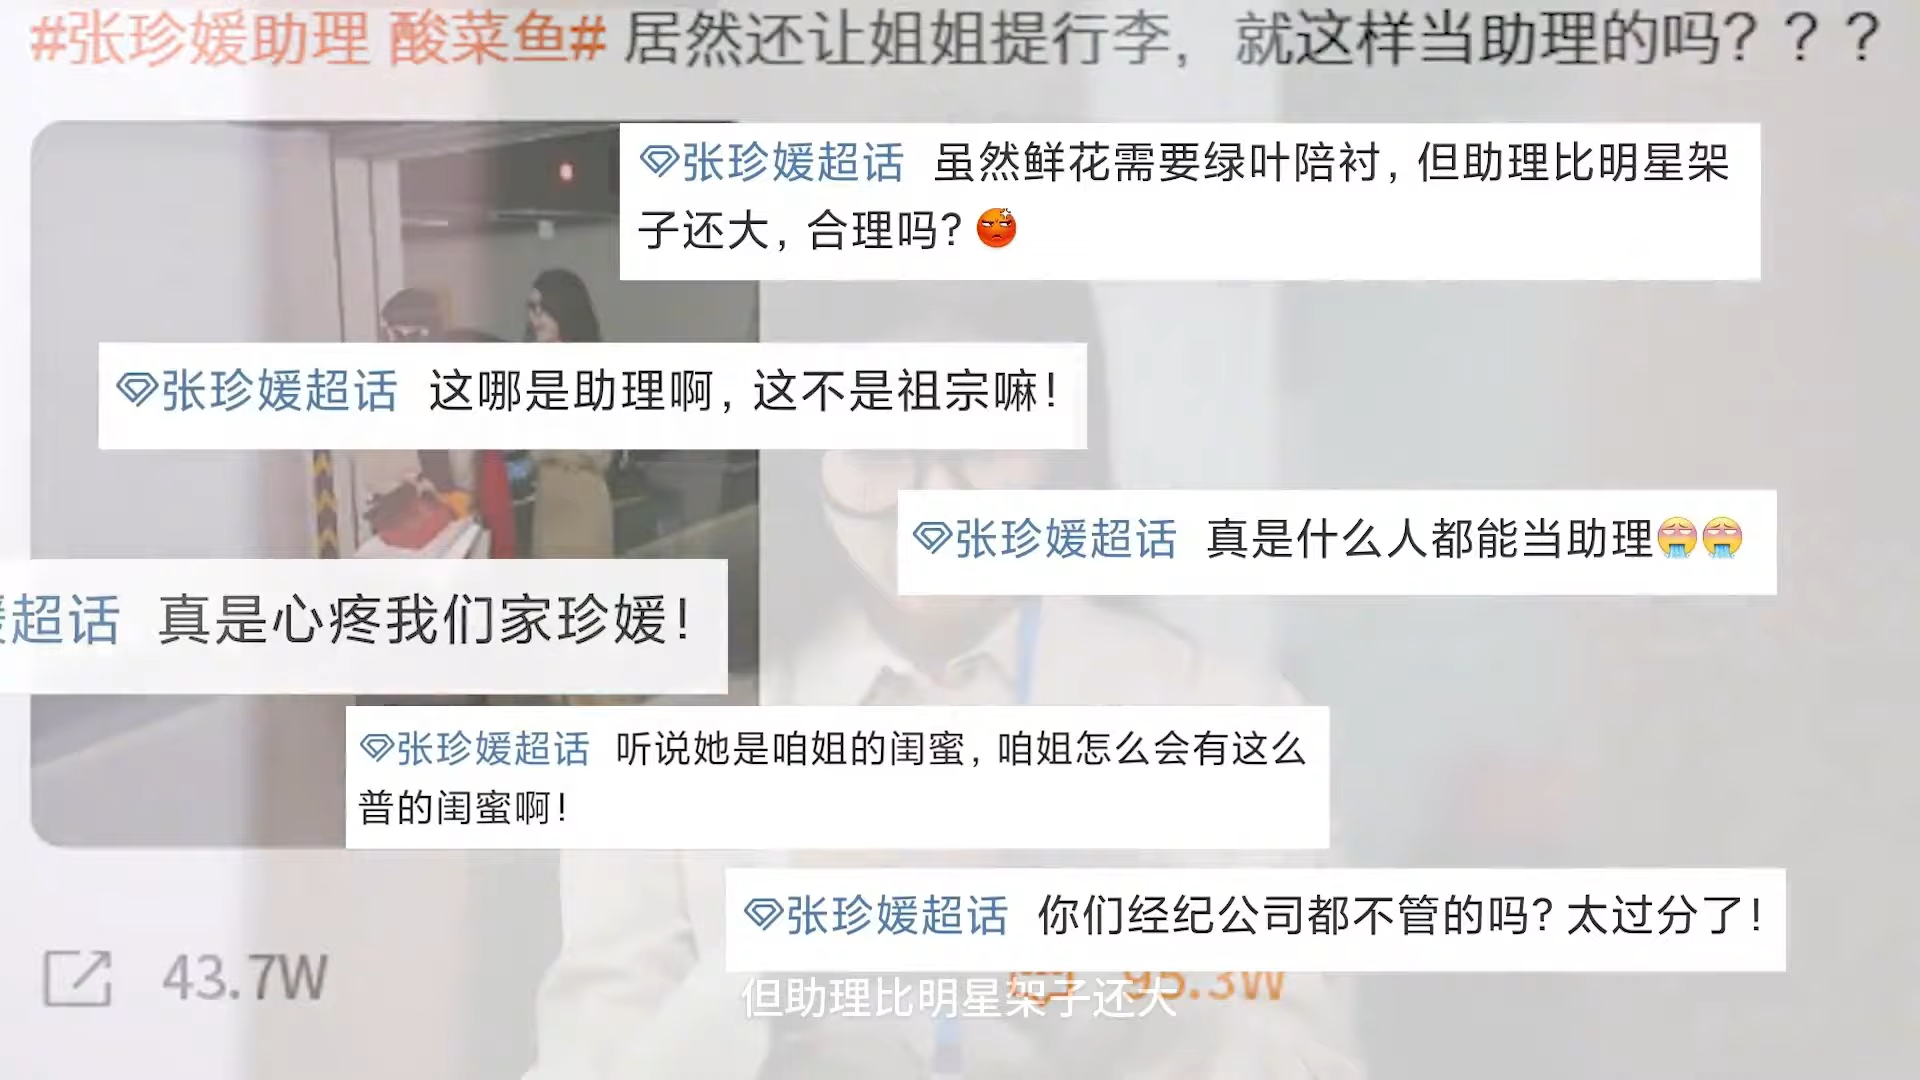 #张珍媛助理 酸菜鱼# 居然还让姐姐提行李，就这样当助理的吗？？？
张珍媛超话 虽然鲜花需要绿叶陪衬，但助理比明星架
子还大，合理吗？
张珍媛超话 这哪是助理啊，这不是祖宗嘛！
张珍媛超话 真是什么人都能当助理
超话 真是心疼我们家珍媛！
张珍媛超话 听说她是咱姐的闺蜜，咱姐怎么会有这么
普的闺蜜啊！
张珍媛超话 你们经纪公司都不管的吗？太过分了！
43.7W
95.3W
但助理比明星架子还大